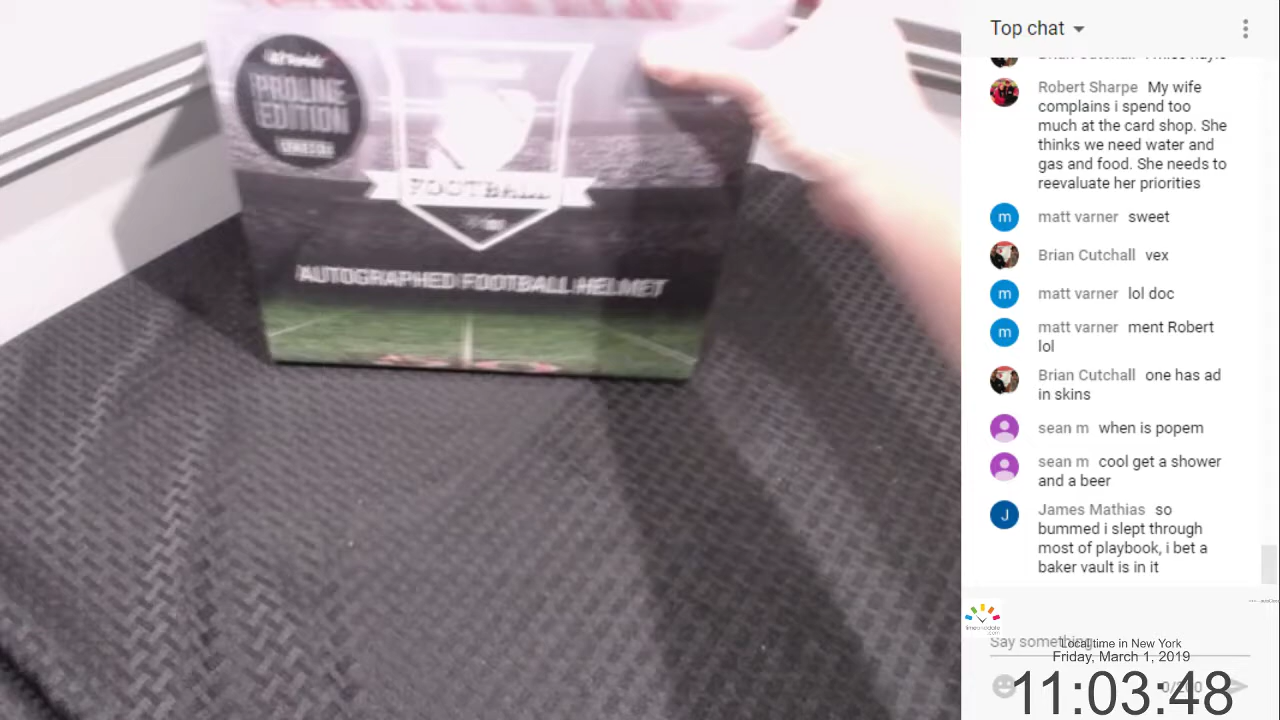 PROLINE
EDITION
FOOTBALL
AUTOGRAPHED FOOTBALL HELMET
Top chat
Robert Sharpe My wife
complains i spend too
much at the card shop. She
thinks we need water and
gas and food. She needs to
reevaluate her priorities
m matt varner sweet
Brian Cutchall vex
m matt varner lol doc
m matt varner ment Robert
lol
Brian Cutchall one has ad
in skins
sean m when is popem
sean m cool get a shower
and a beer
J James Mathias so
bummed i slept through
most of playbook, i bet a
baker vault is in it
Say something...
Local time in New York
Friday, March 1, 2019
11:03:48